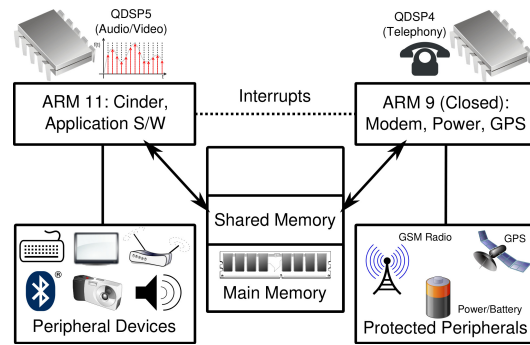 QDSP5
(Audio/Video)
f(t)
QDSP4
(Telephony)
ARM 11: Cinder,
Application S/W
Interrupts
ARM 9 (Closed):
Modem, Power, GPS
Shared Memory
Main Memory
®
Peripheral Devices
GSM Radio
GPS
Power/Battery
Protected Peripherals